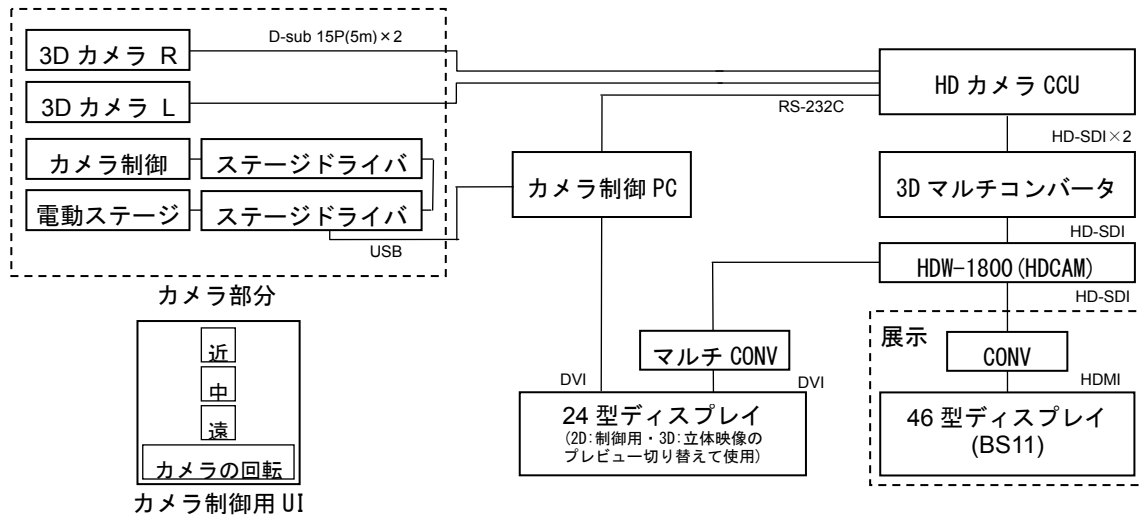 D-sub 15P(5m)×2
3D カメラ R
3D カメラ L
カメラ制御
ステージドライバ
電動ステージ
ステージドライバ
USB
カメラ部分
近
中
遠
カメラの回転
カメラ制御用 UI
RS-232C
カメラ制御 PC
HD カメラ CCU
HD-SDI×2
3D マルチコンバータ
HD-SDI
HDW-1800(HDCAM)
HD-SDI
マルチ CONV
DVI
DVI
24 型ディスプレイ
(2D:制御用・3D:立体映像の
プレビュー切り替えて使用)
展示
CONV
HDMI
46 型ディスプレイ
(BS11)